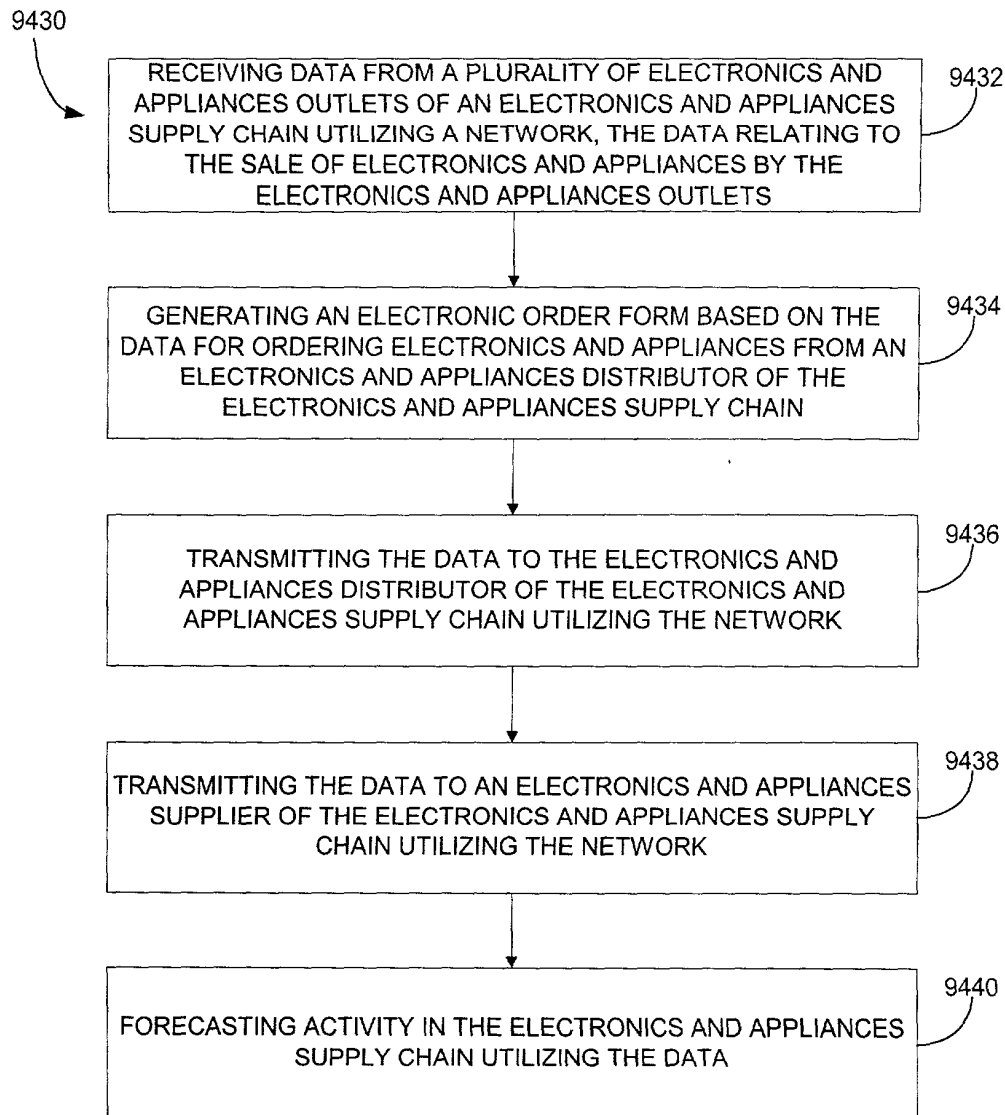 9430
RECEIVING DATA FROM A PLURALITY OF ELECTRONICS AND
APPLIANCES OUTLETS OF AN ELECTRONICS AND APPLIANCES
SUPPLY CHAIN UTILIZING A NETWORK, THE DATA RELATING TO
THE SALE OF ELECTRONICS AND APPLIANCES BY THE
ELECTRONICS AND APPLIANCES OUTLETS
9432
GENERATING AN ELECTRONIC ORDER FORM BASED ON THE
DATA FOR ORDERING ELECTRONICS AND APPLIANCES FROM AN
ELECTRONICS AND APPLIANCES DISTRIBUTOR OF THE
ELECTRONICS AND APPLIANCES SUPPLY CHAIN
9434
TRANSMITTING THE DATA TO THE ELECTRONICS AND
APPLIANCES DISTRIBUTOR OF THE ELECTRONICS AND
APPLIANCES SUPPLY CHAIN UTILIZING THE NETWORK
9436
TRANSMITTING THE DATA TO AN ELECTRONICS AND APPLIANCES
SUPPLIER OF THE ELECTRONICS AND APPLIANCES SUPPLY
CHAIN UTILIZING THE NETWORK
9438
FORECASTING ACTIVITY IN THE ELECTRONICS AND APPLIANCES
SUPPLY CHAIN UTILIZING THE DATA
9440